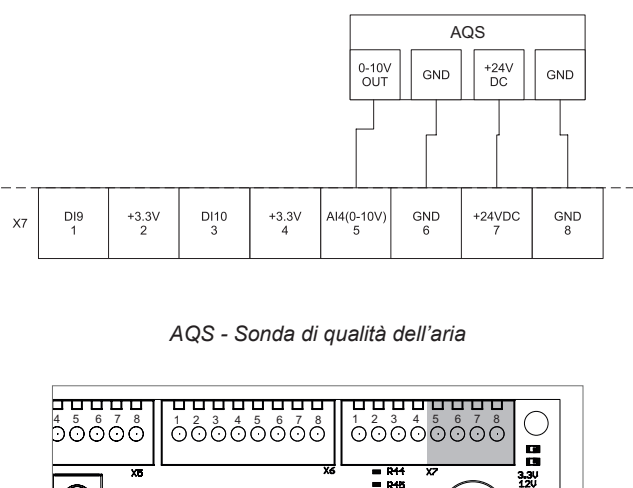 AQS
0-10V OUT
GND
+24V DC
GND
X7
DI9 1
+3.3V 2
DI10 3
+3.3V 4
AI4(0-10V) 5
GND 6
+24VDC 7
GND 8
AQS - Sonda di qualità dell'aria
4 5 6 7 8
1 2 3 4 5 6 7 8
1 2 3 4 5 6 7 8
X5
X6
R44
X7
3.3V
R45
12V